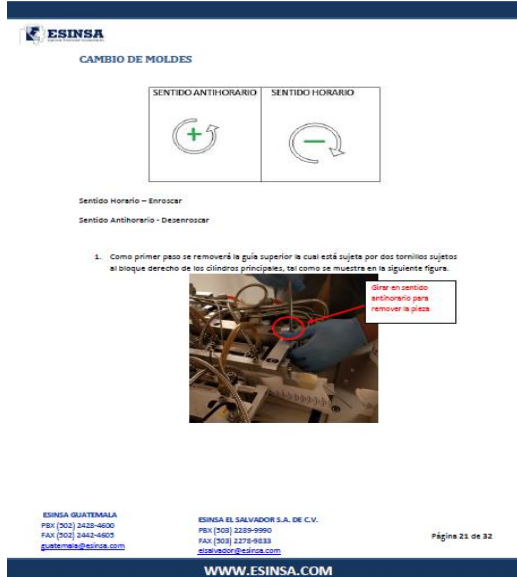 ESINSA
CAMBIO DE MOLDES
SENTIDO ANTIHORARIO SENTIDO HORARIO
+ −
Sentido Horario – Enroscar
Sentido Antihorario - Desenroscar
1. Como primer paso se removerá la guía superior la cual está sujeta por dos tornillos sujetos
al bloque derecho de los cilindros principales, tal como se muestra en la siguiente figura.
Girar en sentido
antihorario para
remover la pieza
ESINSA GUATEMALA
PBX (502) 2428-4600
FAX (502) 2442-4605
guatemala@esinsa.com
ESINSA EL SALVADOR S.A. DE C.V.
PBX (503) 2289-9990
FAX (503) 2278-9833
elsalvador@esinsa.com
Página 21 de 32
WWW.ESINSA.COM